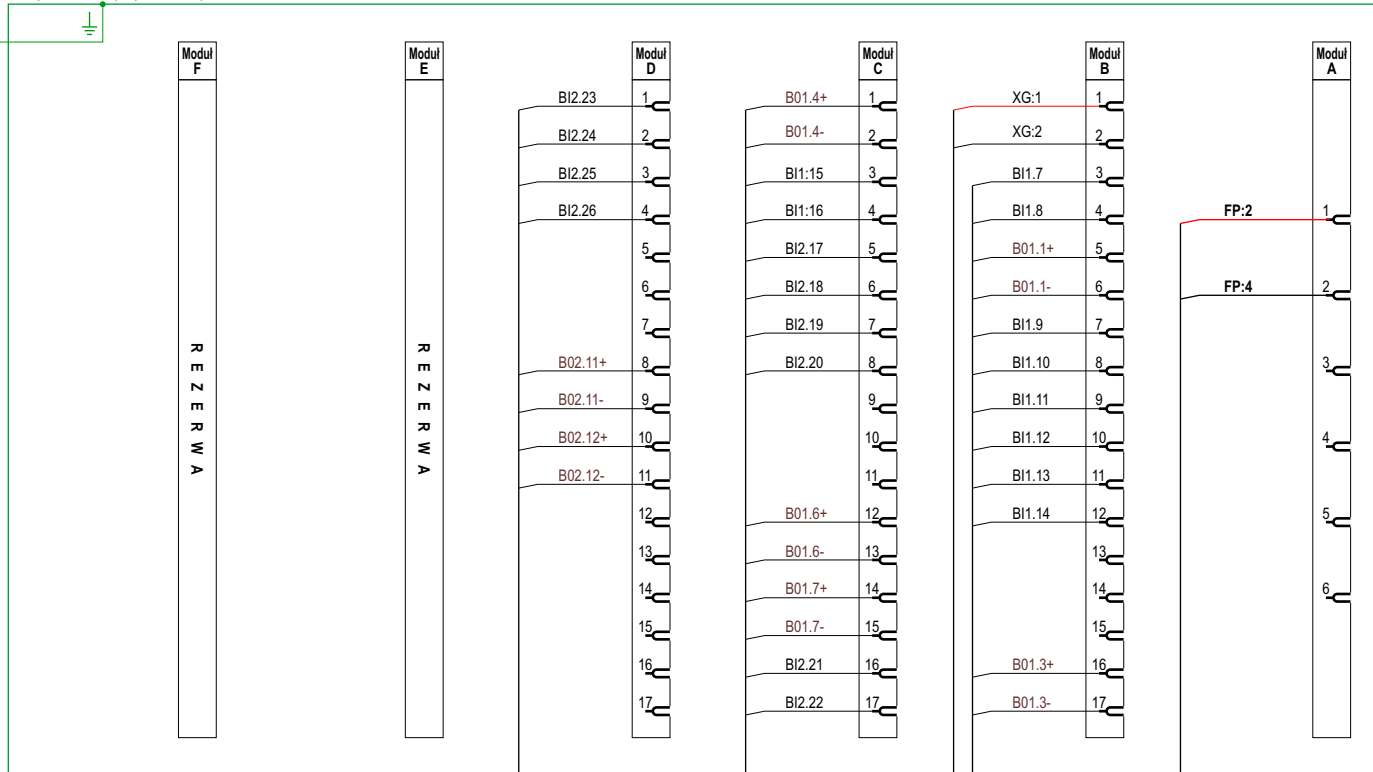 Moduł
F
R
E
Z
E
R
W
A
Moduł
E
R
E
Z
E
R
W
A
Moduł
D
BI2.23 1
BI2.24 2
BI2.25 3
BI2.26 4
5
6
7
B02.11+ 8
B02.11- 9
B02.12+ 10
B02.12- 11
12
13
14
15
16
17
Moduł
C
B01.4+ 1
B01.4- 2
BI1:15 3
BI1:16 4
BI2.17 5
BI2.18 6
BI2.19 7
BI2.20 8
9
10
11
B01.6+ 12
B01.6- 13
B01.7+ 14
B01.7- 15
BI2.21 16
BI2.22 17
Moduł
B
XG:1 1
XG:2 2
BI1.7 3
BI1.8 4
B01.1+ 5
B01.1- 6
BI1.9 7
BI1.10 8
BI1.11 9
BI1.12 10
BI1.13 11
BI1.14 12
13
14
15
B01.3+ 16
B01.3- 17
Moduł
A
FP:2 1
FP:4 2
3
4
5
6